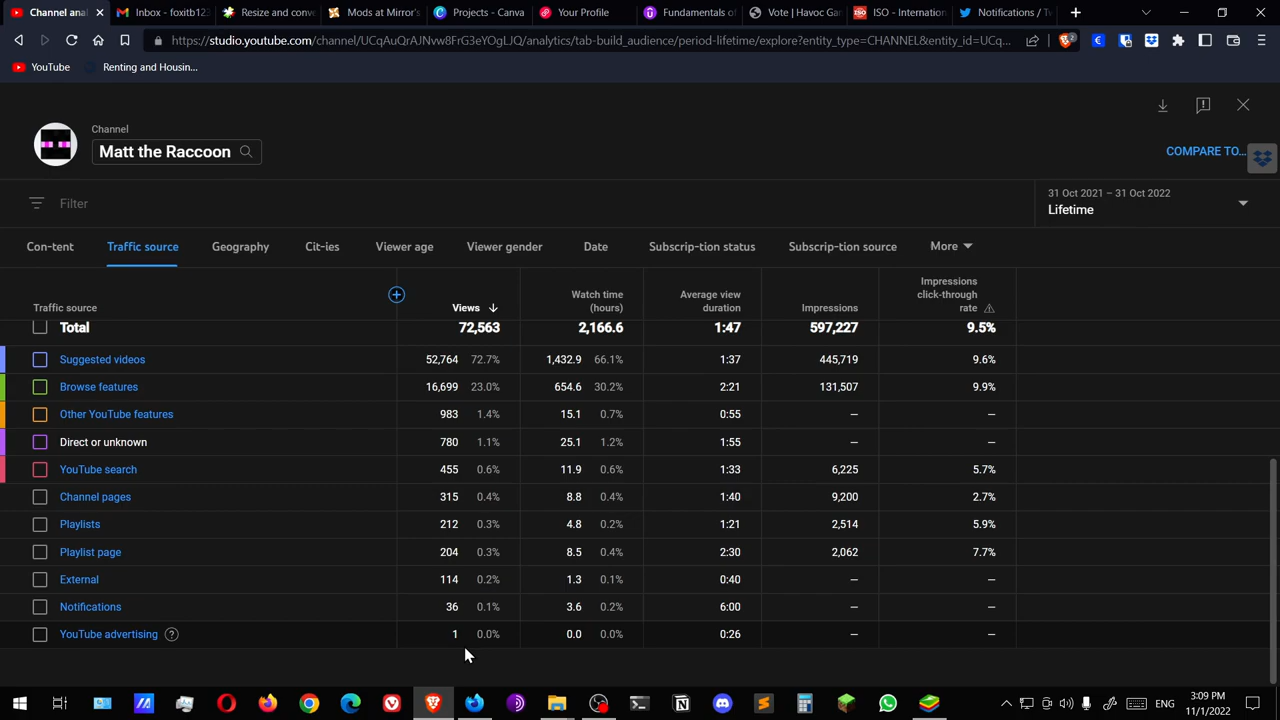 Channel anal
Inbox - foxitb123
Resize and conve
Mods at Mirror's
Projects - Canva
Your Profile
Fundamentals of
Vote | Havoc Gam
ISO - Internation
Notifications / Tw
https://studio.youtube.com/channel/UCqAuQrAJNvw8FrG3eYOgLJQ/analytics/tab-build_audience/period-lifetime/explore?entity_type=CHANNEL&entity_id=UCq...
2
YouTube
Renting and Housin...
Channel
Matt the Raccoon
COMPARE TO...
Filter
31 Oct 2021 – 31 Oct 2022
Lifetime
Con-tent Traffic source Geography Cit-ies Viewer age Viewer gender Date Subscrip-tion status Subscrip-tion source More
Traffic source
Views
Watch time (hours)
Average view duration
Impressions
Impressions click-through rate
Total 72,563 2,166.6 1:47 597,227 9.5%
Suggested videos 52,764 72.7% 1,432.9 66.1% 1:37 445,719 9.6%
Browse features 16,699 23.0% 654.6 30.2% 2:21 131,507 9.9%
Other YouTube features 983 1.4% 15.1 0.7% 0:55 — —
Direct or unknown 780 1.1% 25.1 1.2% 1:55 — —
YouTube search 455 0.6% 11.9 0.6% 1:33 6,225 5.7%
Channel pages 315 0.4% 8.8 0.4% 1:40 9,200 2.7%
Playlists 212 0.3% 4.8 0.2% 1:21 2,514 5.9%
Playlist page 204 0.3% 8.5 0.4% 2:30 2,062 7.7%
External 114 0.2% 1.3 0.1% 0:40 — —
Notifications 36 0.1% 3.6 0.2% 6:00 — —
YouTube advertising ? 1 0.0% 0.0 0.0% 0:26 — —
ENG
3:09 PM
11/1/2022